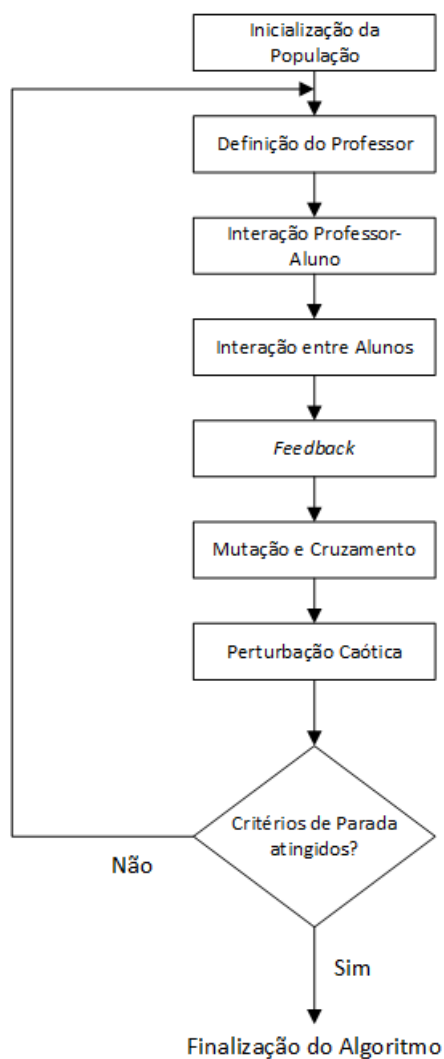 Inicialização da
População
Definição do Professor
Interação Professor-
Aluno
Interação entre Alunos
Feedback
Mutação e Cruzamento
Perturbação Caótica
Critérios de Parada
atingidos?
Não
Sim
Finalização do Algoritmo